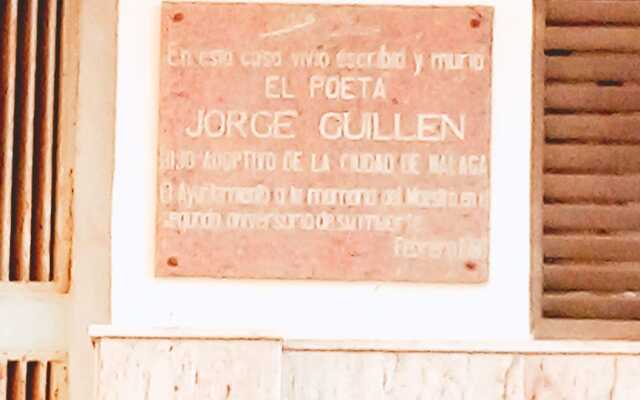 En esta casa vivió escribió y murió
EL POETA
JORGE GUILLEN
HIJO ADOPTIVO DE LA CIUDAD DE MALAGA
El Ayuntamiento a la memoria del Maestro en el
segundo aniversario de su muerte
Febrero